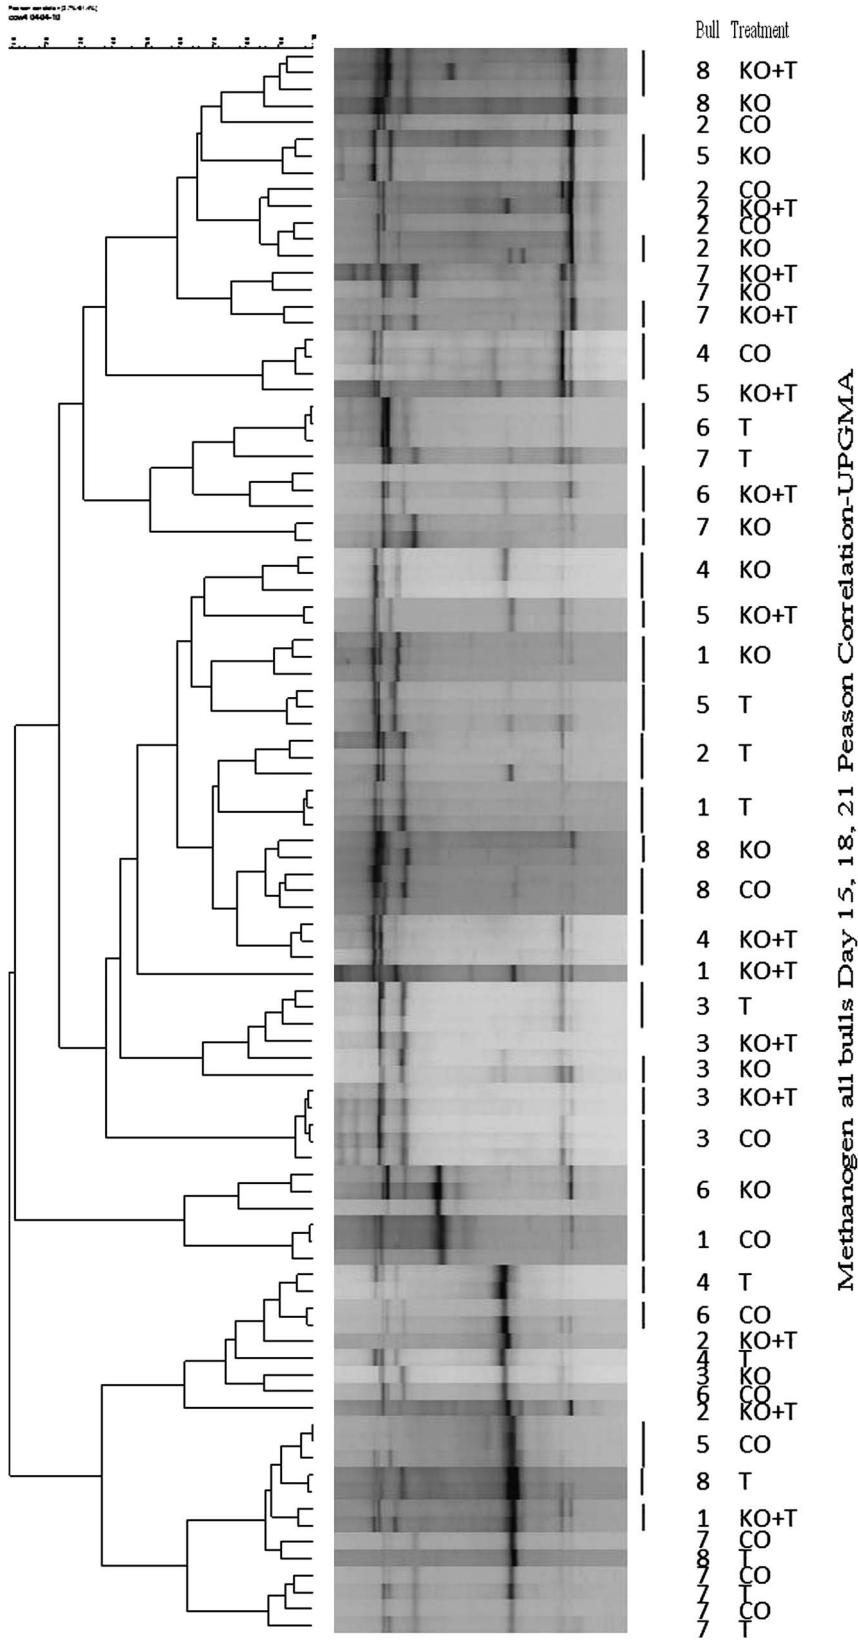 cow4 04-04-10
Bull Treatment
8 KO+T
8 KO
2 CO
5 KO
2 CO
2 KO+T
2 CO
2 KO
7 KO+T
7 KO
7 KO+T
4 CO
5 KO+T
6 T
7 T
6 KO+T
7 KO
4 KO
5 KO+T
1 KO
5 T
2 T
1 T
8 KO
8 CO
4 KO+T
1 KO+T
3 T
3 KO+T
3 KO
3 KO+T
3 CO
6 KO
1 CO
4 T
6 CO
2 KO+T
4 T
3 KO
6 CO
2 KO+T
5 CO
8 T
1 KO+T
7 CO
8 T
7 CO
7 T
7 CO
7 T
Methanogen all bulls Day 15, 18, 21 Peason Correlation-UPGMA